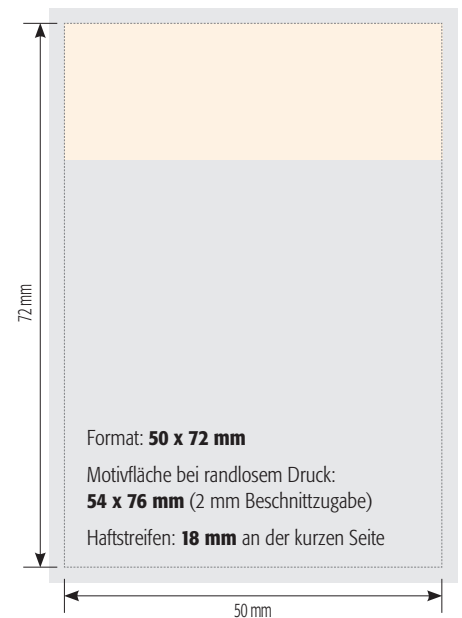 72 mm
Format: 50 x 72 mm
Motivfläche bei randlosem Druck:
54 x 76 mm (2 mm Beschnittzugabe)
Haftstreifen: 18 mm an der kurzen Seite
50 mm